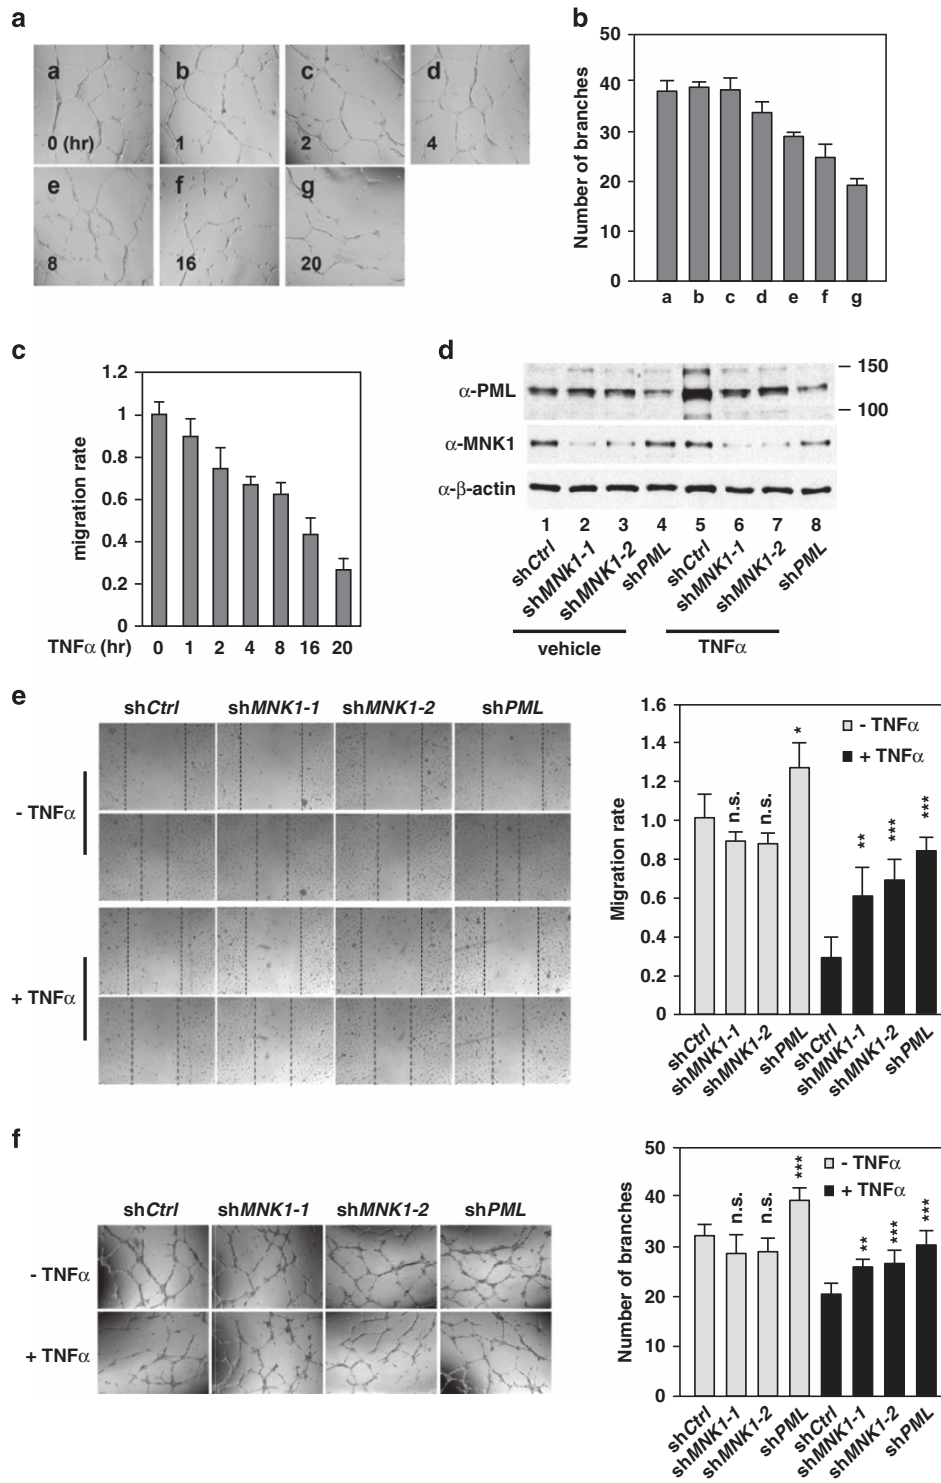 a
a
b
c
d
0 (hr)
1
2
4
e
f
g
8
16
20
b
Number of branches
50
40
30
20
10
0
a b c d e f g
c
migration rate
1.2
1
0.8
0.6
0.4
0.2
0
TNFα (hr) 0 1 2 4 8 16 20
d
α-PML
α-MNK1
α-β-actin
150
100
1 2 3 4 5 6 7 8
shCtrl
shMNK1-1
shMNK1-2
shPML
shCtrl
shMNK1-1
shMNK1-2
shPML
vehicle
TNFα
e
shCtrl shMNK1-1 shMNK1-2 shPML
- TNFα
+ TNFα
Migration rate
1.6
1.4
1.2
1.0
0.8
0.6
0.4
0.2
0
- TNFα
+ TNFα
n.s.
n.s.
*
**
***
***
shCtrl
shMNK1-1
shMNK1-2
shPML
shCtrl
shMNK1-1
shMNK1-2
shPML
f
shCtrl shMNK1-1 shMNK1-2 shPML
- TNFα
+ TNFα
Number of branches
50
40
30
20
10
0
- TNFα
+ TNFα
n.s.
n.s.
***
**
***
***
shCtrl
shMNK1-1
shMNK1-2
shPML
shCtrl
shMNK1-1
shMNK1-2
shPML